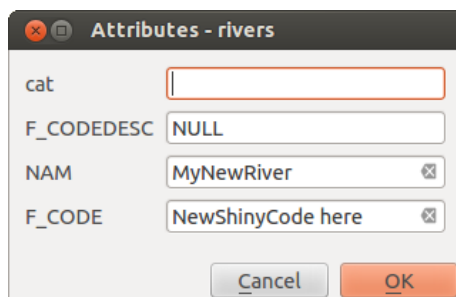 Attributes - rivers
cat
F_CODEDESC NULL
NAM MyNewRiver
F_CODE NewShinyCode here
Cancel OK